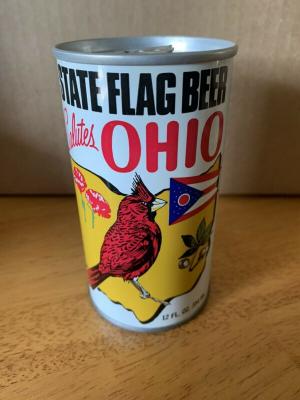 STATE FLAG BEER
Salutes
OHIO
12 FL. OZ.